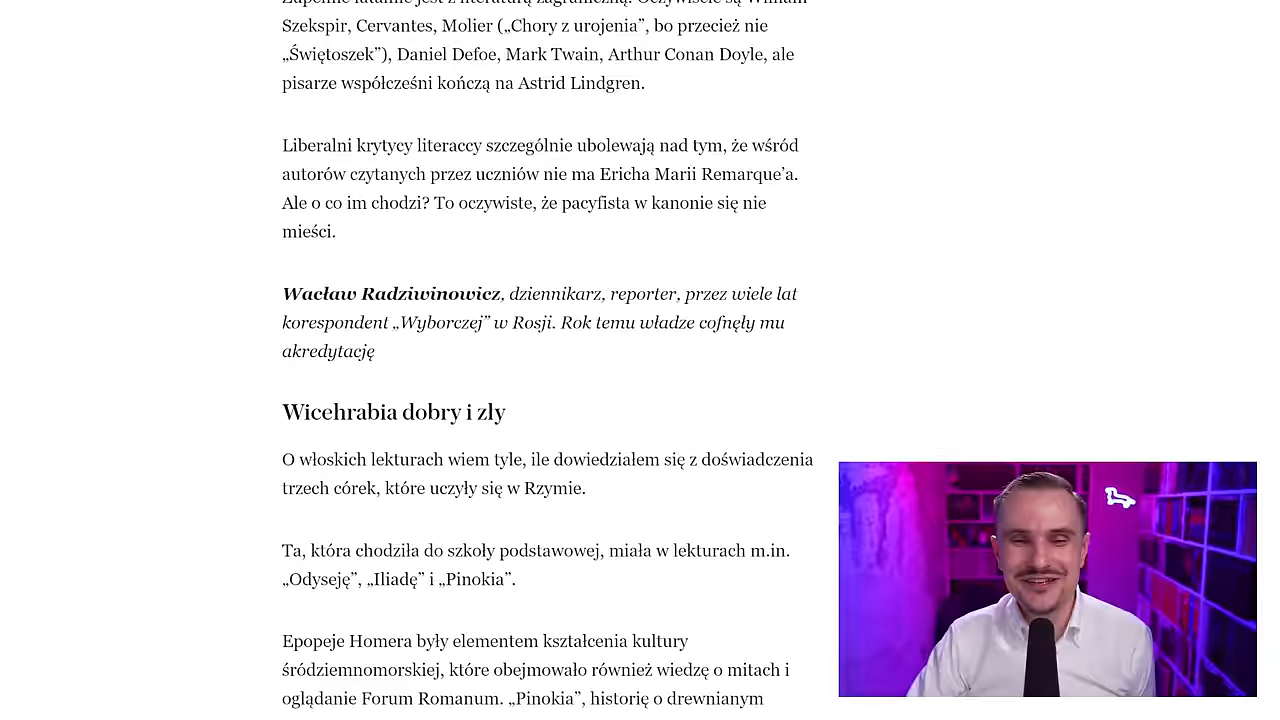 Szekspir, Cervantes, Molier („Chory z urojenia”, bo przecież nie
„Świętoszek”), Daniel Defoe, Mark Twain, Arthur Conan Doyle, ale
pisarze współcześni kończą na Astrid Lindgren.
Liberalni krytycy literaccy szczególnie ubolewają nad tym, że wśród
autorów czytanych przez uczniów nie ma Ericha Marii Remarque’a.
Ale o co im chodzi? To oczywiste, że pacyfista w kanonie się nie
mieści.
Wacław Radziwinowicz, dziennikarz, reporter, przez wiele lat
korespondent „Wyborczej” w Rosji. Rok temu władze cofnęły mu
akredytację
Wicehrabia dobry i zły
O włoskich lekturach wiem tyle, ile dowiedziałem się z doświadczenia
trzech córek, które uczyły się w Rzymie.
Ta, która chodziła do szkoły podstawowej, miała w lekturach m.in.
„Odyseję”, „Iliadę” i „Pinokia”.
Epopeje Homera były elementem kształcenia kultury
śródziemnomorskiej, które obejmowało również wiedzę o mitach i
oglądanie Forum Romanum. „Pinokia”, historię o drewnianym